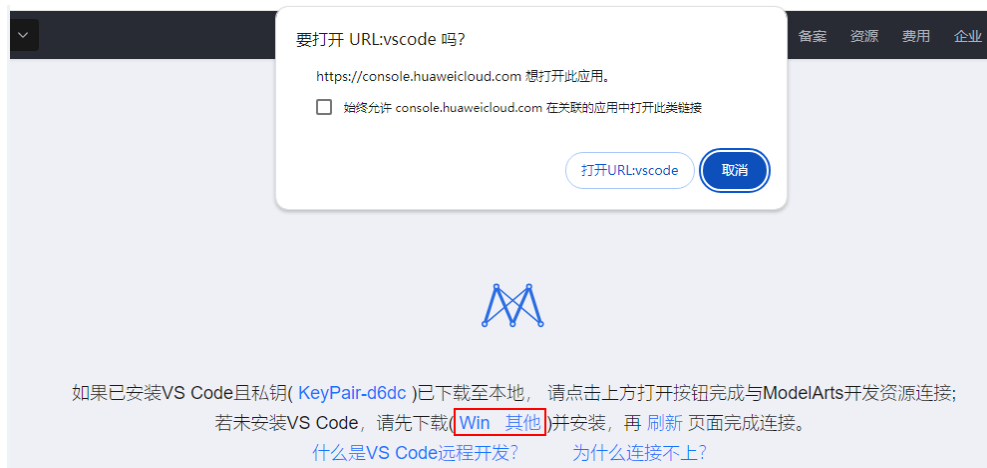 要打开 URL:vscode 吗?
备案 资源 费用 企业
https://console.huaweicloud.com 想打开此应用。
始终允许 console.huaweicloud.com 在关联的应用中打开此类链接
打开URL:vscode 取消
如果已安装VS Code且私钥( KeyPair-d6dc )已下载至本地, 请点击上方打开按钮完成与ModelArts开发资源连接;
若未安装VS Code, 请先下载( Win 其他 )并安装, 再 刷新 页面完成连接。
什么是VS Code远程开发? 为什么连接不上?